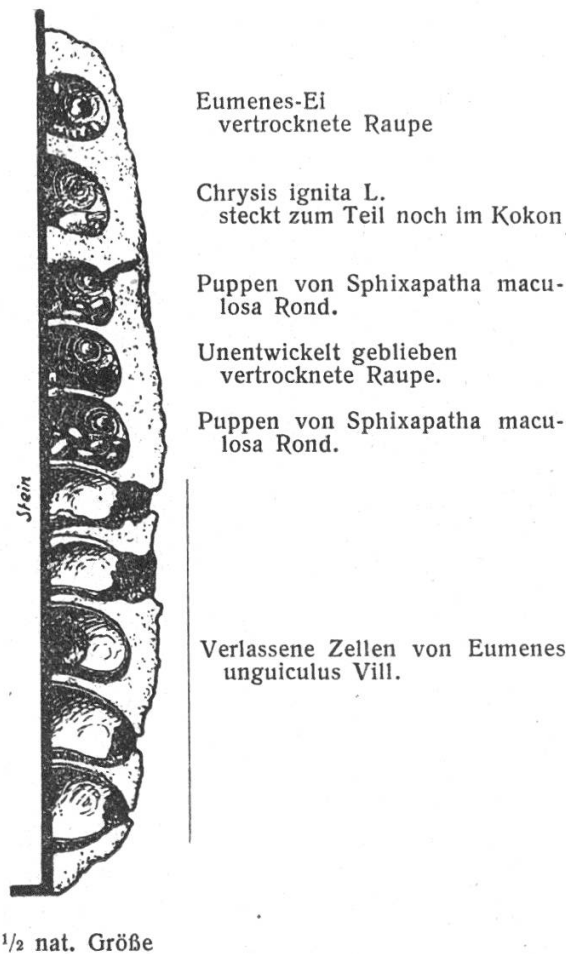 Eumenes-Ei
vertrocknete Raupe
Chrysis ignita L.
steckt zum Teil noch im Kokon
Puppen von Sphixapatha macu-
losa Rond.
Unentwickelt geblieben
vertrocknete Raupe.
Puppen von Sphixapatha macu-
losa Rond.
Stein
Verlassene Zellen von Eumenes
unguiculus Vill.
1/2 nat. Größe